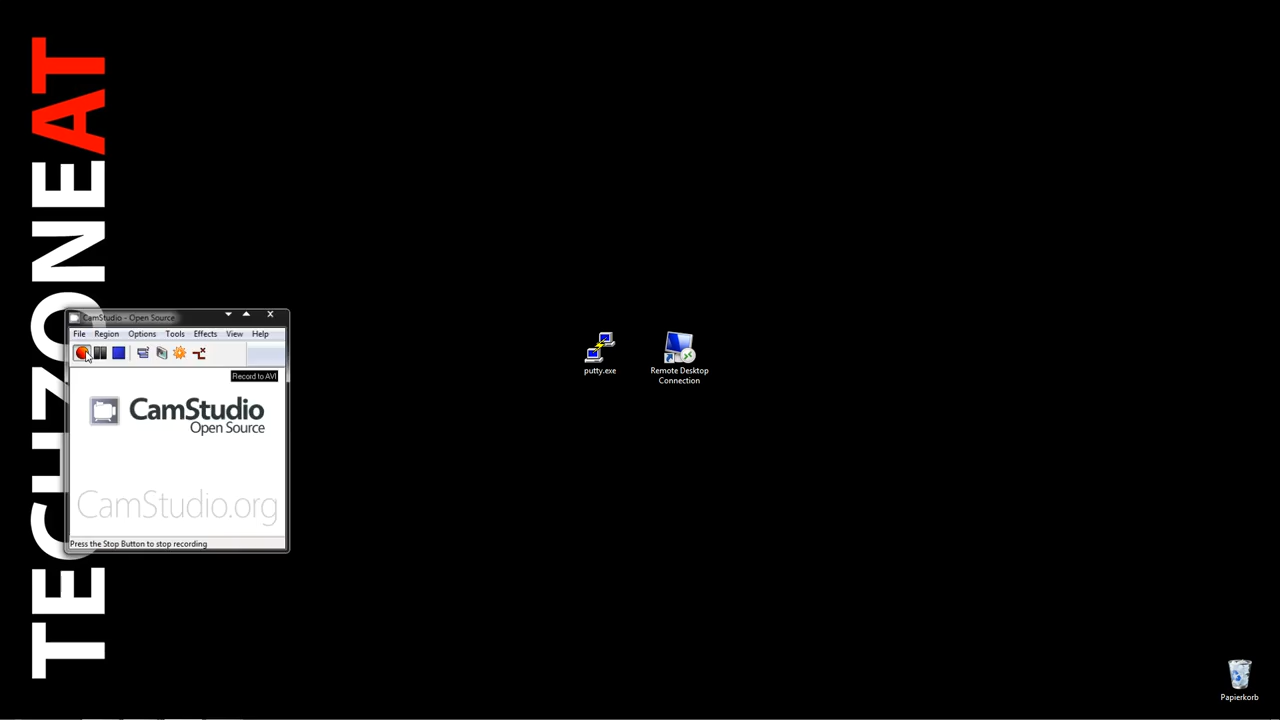 TECHZONEAT
CamStudio - Open Source
File Region Options Tools Effects View Help
Record to AVI
CamStudio
Open Source
CamStudio.org
Press the Stop Button to stop recording
putty.exe
Remote Desktop
Connection
Papierkorb